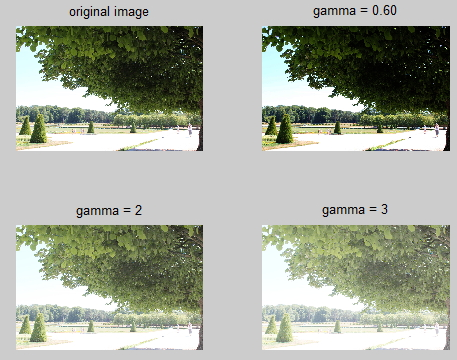 original image
gamma = 0.60
gamma = 2
gamma = 3